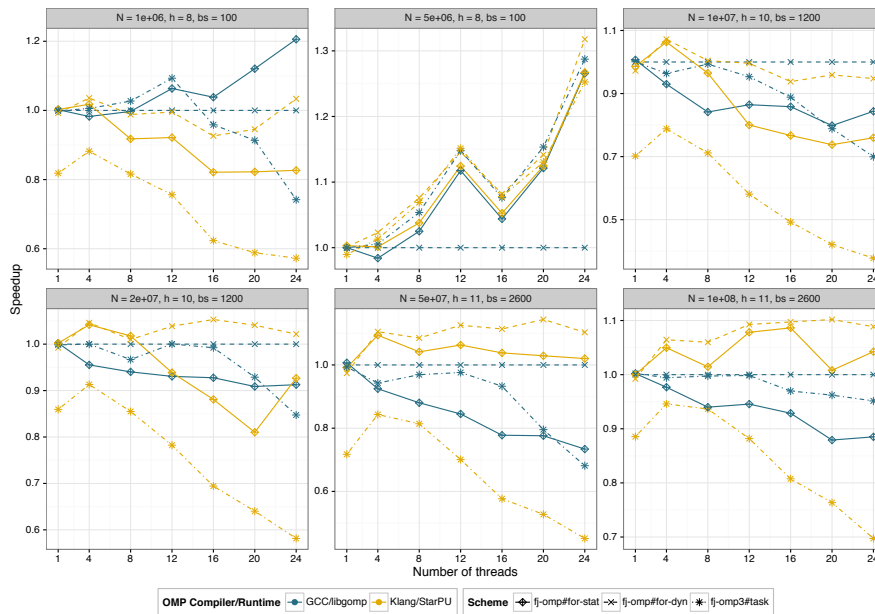 N = 1e+06, h = 8, bs = 100
N = 5e+06, h = 8, bs = 100
N = 1e+07, h = 10, bs = 1200
1.2
1.0
0.8
0.6
1.3
1.2
1.1
1.0
1.1
1.0
0.9
0.8
0.7
0.5
1 4 8 12 16 20 24
1 4 8 12 16 20 24
1 4 8 12 16 20 24
Speedup
N = 2e+07, h = 10, bs = 1200
N = 5e+07, h = 11, bs = 2600
N = 1e+08, h = 11, bs = 2600
1.0
0.9
0.8
0.7
0.6
1.0
0.8
0.6
1.1
1.0
0.9
0.8
0.7
1 4 8 12 16 20 24
1 4 8 12 16 20 24
1 4 8 12 16 20 24
Number of threads
OMP Compiler/Runtime GCC/libgomp Klang/StarPU Scheme fj-omp#for-stat fj-omp#for-dyn fj-omp3#task